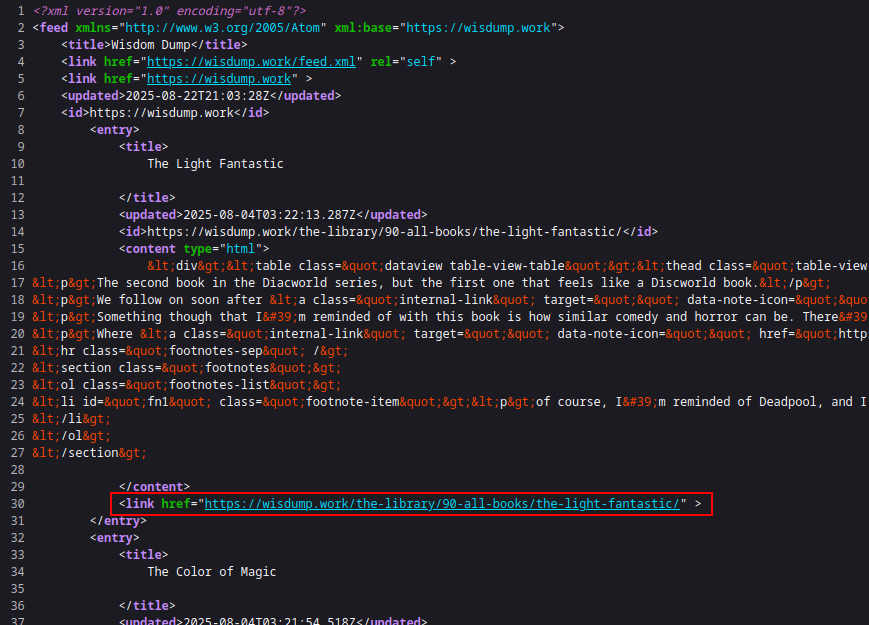 1 <?xml version="1.0" encoding="utf-8"?>
2 <feed xmlns="http://www.w3.org/2005/Atom" xml:base="https://wisdump.work">
3 <title>Wisdom Dump</title>
4 <link href="https://wisdump.work/feed.xml" rel="self" >
5 <link href="https://wisdump.work" >
6 <updated>2025-08-22T21:03:28Z</updated>
7 <id>https://wisdump.work</id>
8 <entry>
9 <title>
10 The Light Fantastic
11
12 </title>
13 <updated>2025-08-04T03:22:13.287Z</updated>
14 <id>https://wisdump.work/the-library/90-all-books/the-light-fantastic/</id>
15 <content type="html">
16 &lt;div&gt;&lt;table class=&quot;dataview table-view-table&quot;&gt;&lt;thead class=&quot;table-view
17 &lt;p&gt;The second book in the Diacworld series, but the first one that feels like a Discworld book.&lt;/p&gt;
18 &lt;p&gt;We follow on soon after &lt;a class=&quot;internal-link&quot; target=&quot;&quot; data-note-icon=&quot;&quo
19 &lt;p&gt;Something though that I&#39;m reminded of with this book is how similar comedy and horror can be. There&#39
20 &lt;p&gt;Where &lt;a class=&quot;internal-link&quot; target=&quot;&quot; data-note-icon=&quot;&quot; href=&quot;http
21 &lt;hr class=&quot;footnotes-sep&quot; /&gt;
22 &lt;section class=&quot;footnotes&quot;&gt;
23 &lt;ol class=&quot;footnotes-list&quot;&gt;
24 &lt;li id=&quot;fn1&quot; class=&quot;footnote-item&quot;&gt;&lt;p&gt;of course, I&#39;m reminded of Deadpool, and I
25 &lt;/li&gt;
26 &lt;/ol&gt;
27 &lt;/section&gt;
28
29 </content>
30 <link href="https://wisdump.work/the-library/90-all-books/the-light-fantastic/" >
31 </entry>
32 <entry>
33 <title>
34 The Color of Magic
35
36 </title>
37 <updated>2025-08-04T03:21:54.518Z</updated>